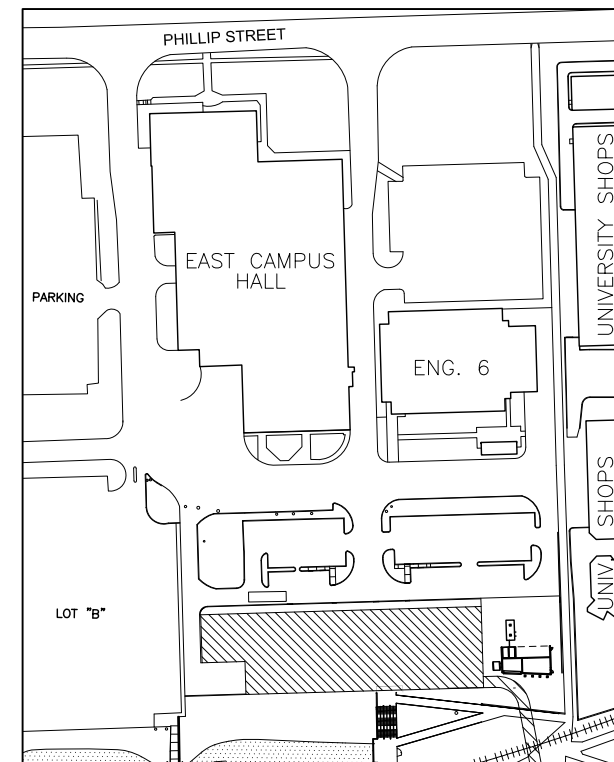 PHILLIP STREET
EAST CAMPUS
HALL
UNIVERSITY SHOPS
PARKING
ENG. 6
UNIV SHOPS
LOT "B"